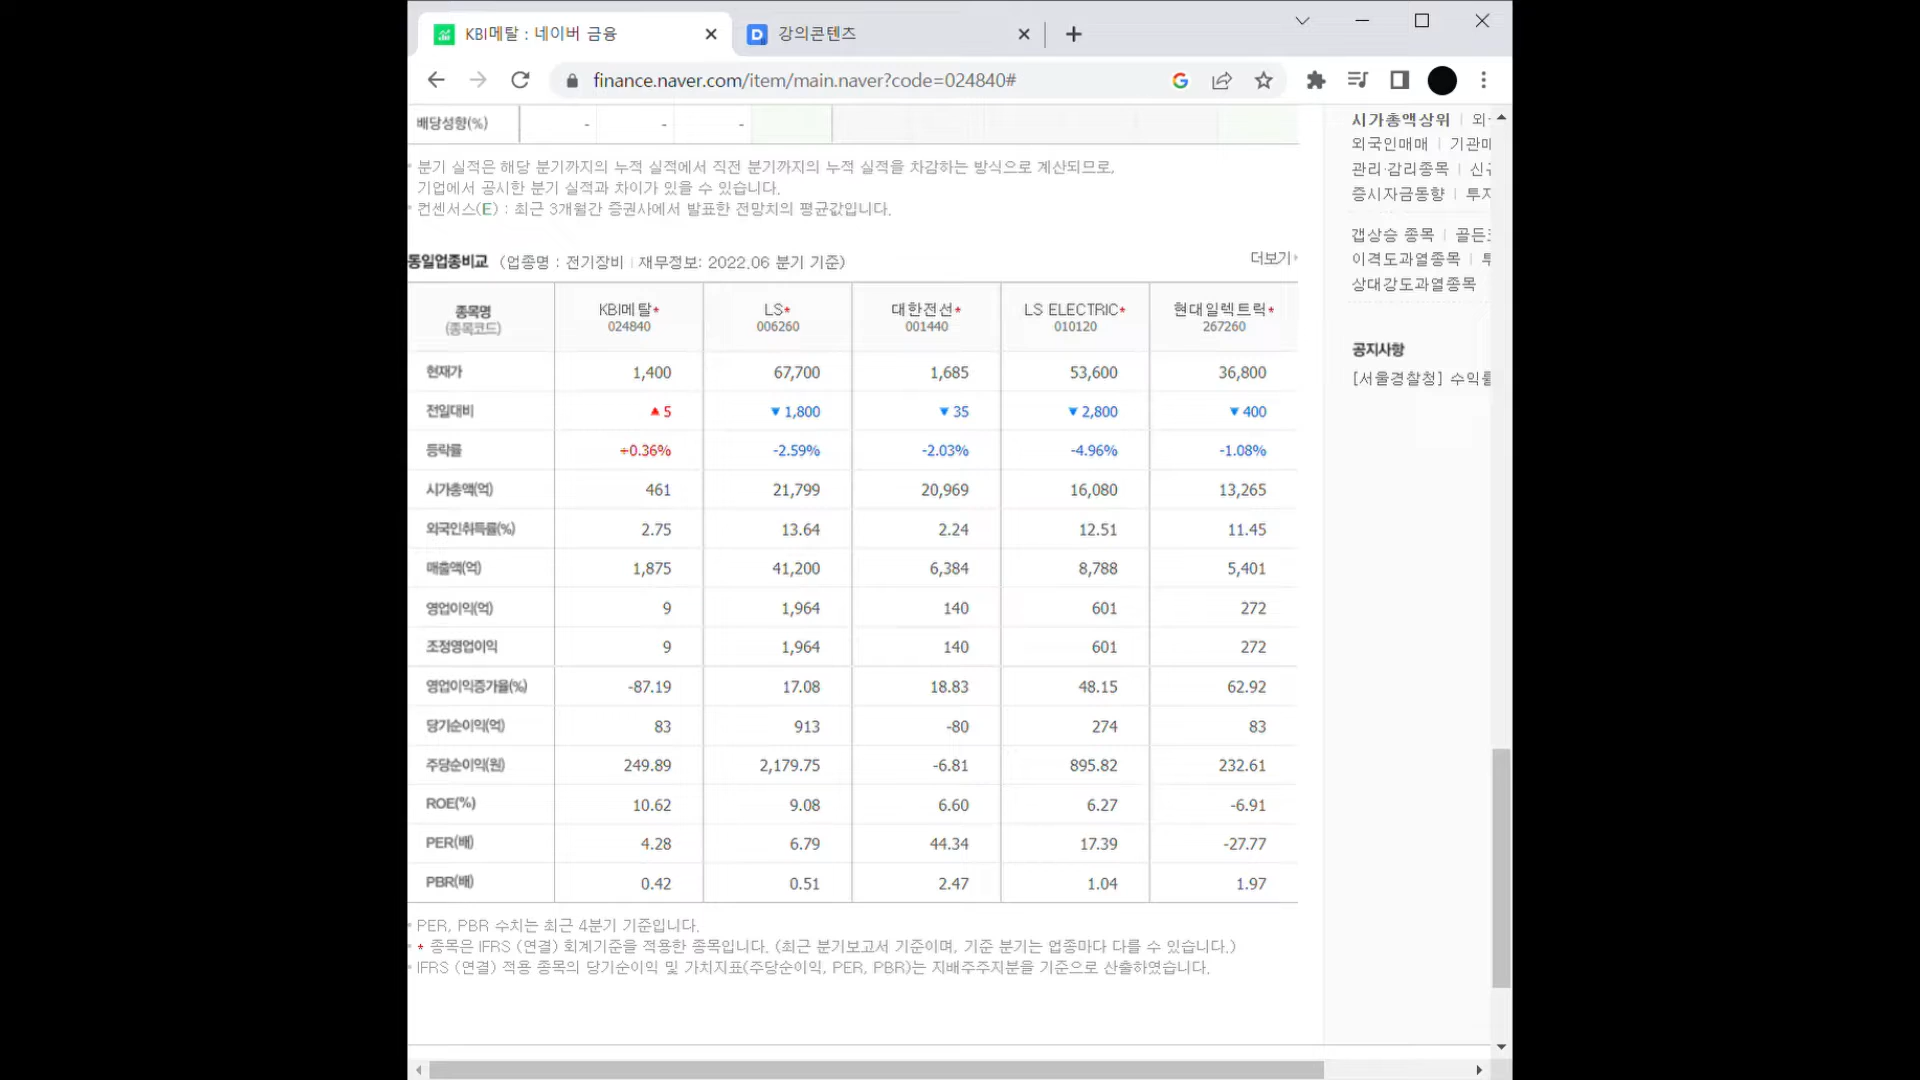 KBI메탈 : 네이버 금융
강의콘텐츠
finance.naver.com/item/main.naver?code=024840#
배당성향(%) - - -
분기 실적은 해당 분기까지의 누적 실적에서 직전 분기까지의 누적 실적을 차감하는 방식으로 계산되므로,
기업에서 공시한 분기 실적과 차이가 있을 수 있습니다.
컨센서스(E) : 최근 3개월간 증권사에서 발표한 전망치의 평균값입니다.
동일업종비교 (업종명 : 전기장비 | 재무정보: 2022.06 분기 기준)
더보기
종목명 KBI메탈* LS* 대한전선* LS ELECTRIC* 현대일렉트릭*
(종목코드) 024840 006260 001440 010120 267260
현재가 1,400 67,700 1,685 53,600 36,800
전일대비 ▲5 ▼1,800 ▼35 ▼2,800 ▼400
등락률 +0.36% -2.59% -2.03% -4.96% -1.08%
시가총액(억) 461 21,799 20,969 16,080 13,265
외국인취득률(%) 2.75 13.64 2.24 12.51 11.45
매출액(억) 1,875 41,200 6,384 8,788 5,401
영업이익(억) 9 1,964 140 601 272
조정영업이익 9 1,964 140 601 272
영업이익증가율(%) -87.19 17.08 18.83 48.15 62.92
당기순이익(억) 83 913 -80 274 83
주당순이익(원) 249.89 2,179.75 -6.81 895.82 232.61
ROE(%) 10.62 9.08 6.60 6.27 -6.91
PER(배) 4.28 6.79 44.34 17.39 -27.77
PBR(배) 0.42 0.51 2.47 1.04 1.97
PER, PBR 수치는 최근 4분기 기준입니다.
* 종목은 IFRS (연결) 회계기준을 적용한 종목입니다. (최근 분기보고서 기준이며, 기준 분기는 업종마다 다를 수 있습니다.)
IFRS (연결) 적용 종목의 당기순이익 및 가치지표(주당순이익, PER, PBR)는 지배주주지분을 기준으로 산출하였습니다.
시가총액상위 | 외
외국인매매 | 기관매
관리·감리종목 | 신규
증시자금동향 | 투자
갭상승 종목 | 골든
이격도과열종목 | 투
상대강도과열종목
공지사항
[서울경찰청] 수익률